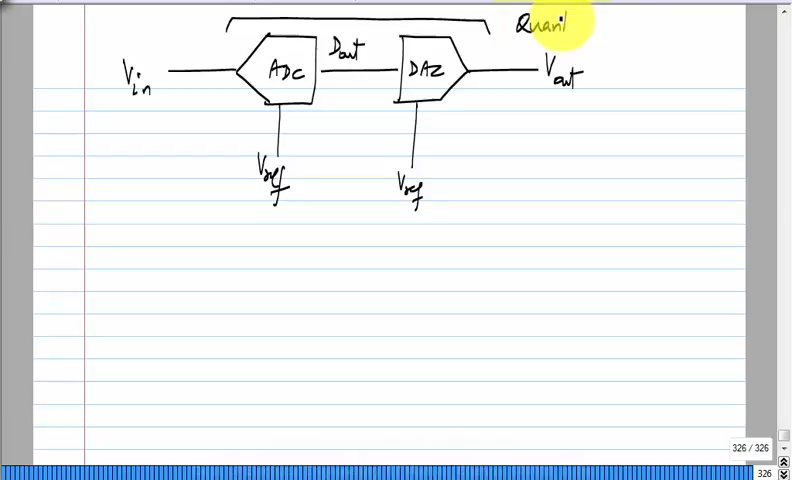 Quanti
Vin ADC Dout DAC Vout
Vref Vref
326 / 326
326